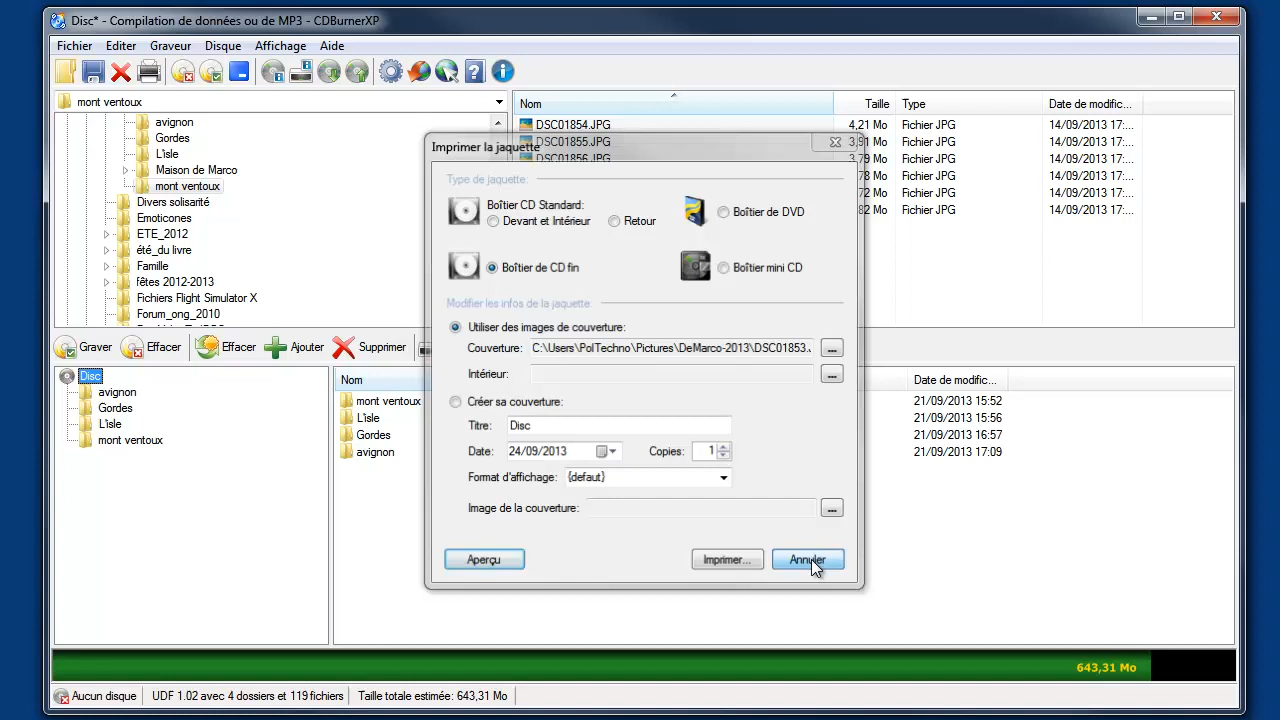 Disc* - Compilation de données ou de MP3 - CDBurnerXP
Fichier Editer Graveur Disque Affichage Aide
mont ventoux
avignon
Gordes
L'isle
Maison de Marco
mont ventoux
Divers solisarité
Emoticones
ETE_2012
été_du livre
Famille
fêtes 2012-2013
Fichiers Flight Simulator X
Forum_ong_2010
Nom Taille Type Date de modific...
DSC01854.JPG 4,21 Mo Fichier JPG 14/09/2013 17:...
DSC01855.JPG 3,91 Mo Fichier JPG 14/09/2013 17:...
DSC01856.JPG 3,79 Mo Fichier JPG 14/09/2013 17:...
78 Mo Fichier JPG 14/09/2013 17:...
72 Mo Fichier JPG 14/09/2013 17:...
82 Mo Fichier JPG 14/09/2013 17:...
Imprimer la jaquette
Type de jaquette:
Boîtier CD Standard:
Devant et Intérieur Retour
Boîtier de DVD
Boîtier de CD fin
Boîtier mini CD
Modifier les infos de la jaquette:
Utiliser des images de couverture:
Couverture: C:\Users\PolTechno\Pictures\DeMarco-2013\DSC01853. ...
Intérieur: ...
Créer sa couverture:
Titre: Disc
Date: 24/09/2013 Copies: 1
Format d'affichage: {defaut}
Image de la couverture: ...
Aperçu Imprimer... Annuler
Graver Effacer Effacer Ajouter Supprimer
Disc
avignon
Gordes
L'isle
mont ventoux
Nom Date de modific...
mont ventoux 21/09/2013 15:52
L'isle 21/09/2013 15:56
Gordes 21/09/2013 16:57
avignon 21/09/2013 17:09
643,31 Mo
Aucun disque UDF 1.02 avec 4 dossiers et 119 fichiers Taille totale estimée: 643,31 Mo